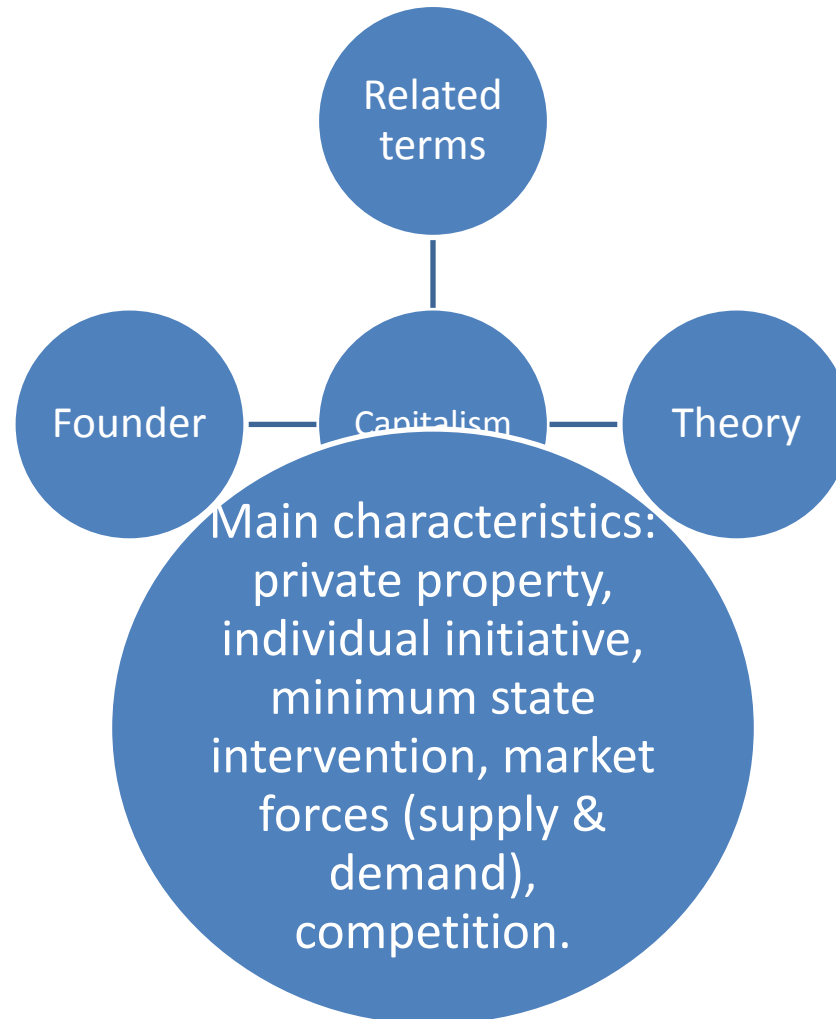 Related
terms
Founder
Capitalism
Theory
Main characteristics:
private property,
individual initiative,
minimum state
intervention, market
forces (supply &
demand),
competition.